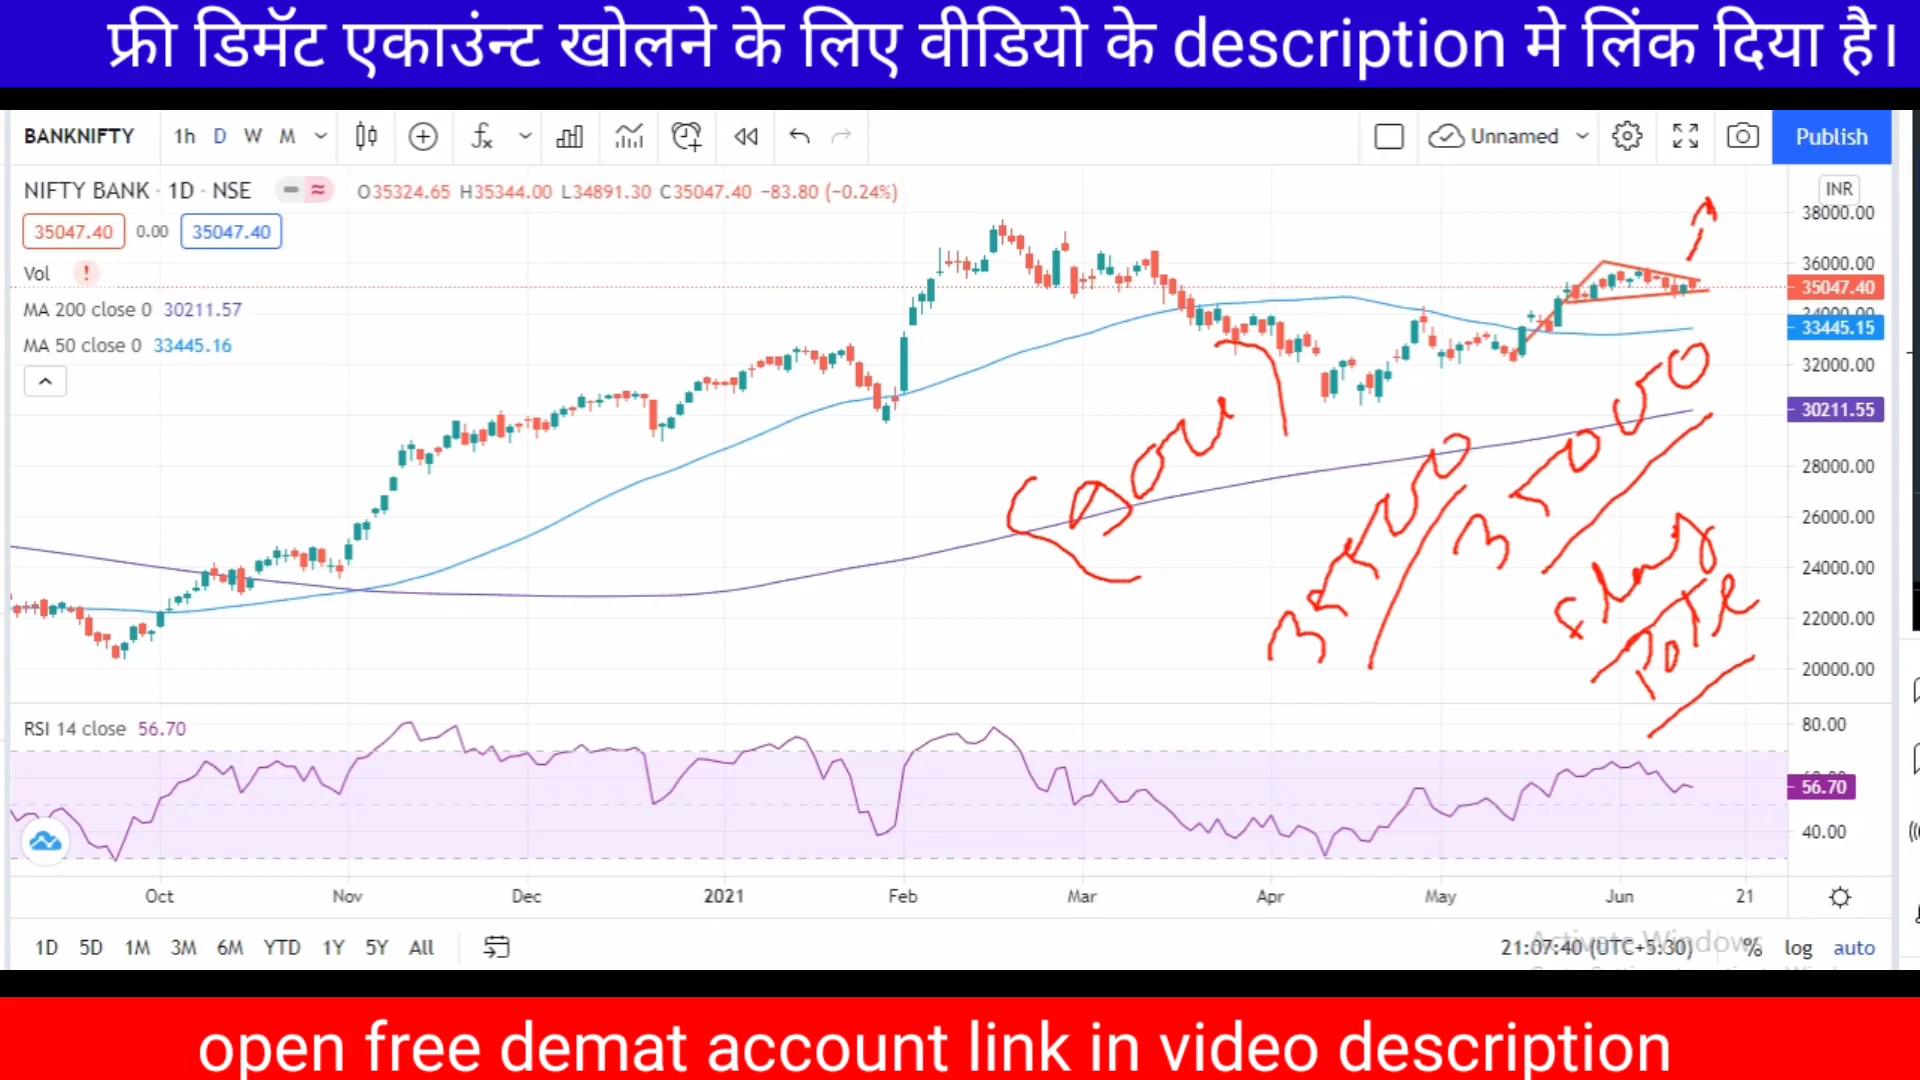 फ्री डिमॅट एकाउंन्ट खोलने के लिए वीडियो के description मे लिंक दिया है।
BANKNIFTY 1h D W M Unnamed Publish
NIFTY BANK · 1D · NSE O35324.65 H35344.00 L34891.30 C35047.40 −83.80 (−0.24%) INR
35047.40 0.00 35047.40
Vol
MA 200 close 0 30211.57
MA 50 close 0 33445.16
38000.00
36000.00
35047.40
34000.00
33445.15
32000.00
30211.55
28000.00
26000.00
24000.00
22000.00
20000.00
35000
RSI 14 close 56.70
80.00
56.70
40.00
Oct Nov Dec 2021 Feb Mar Apr May Jun 21
1D 5D 1M 3M 6M YTD 1Y 5Y All 21:07:40 (UTC+5:30) % log auto
Activate Windows
open free demat account link in video description